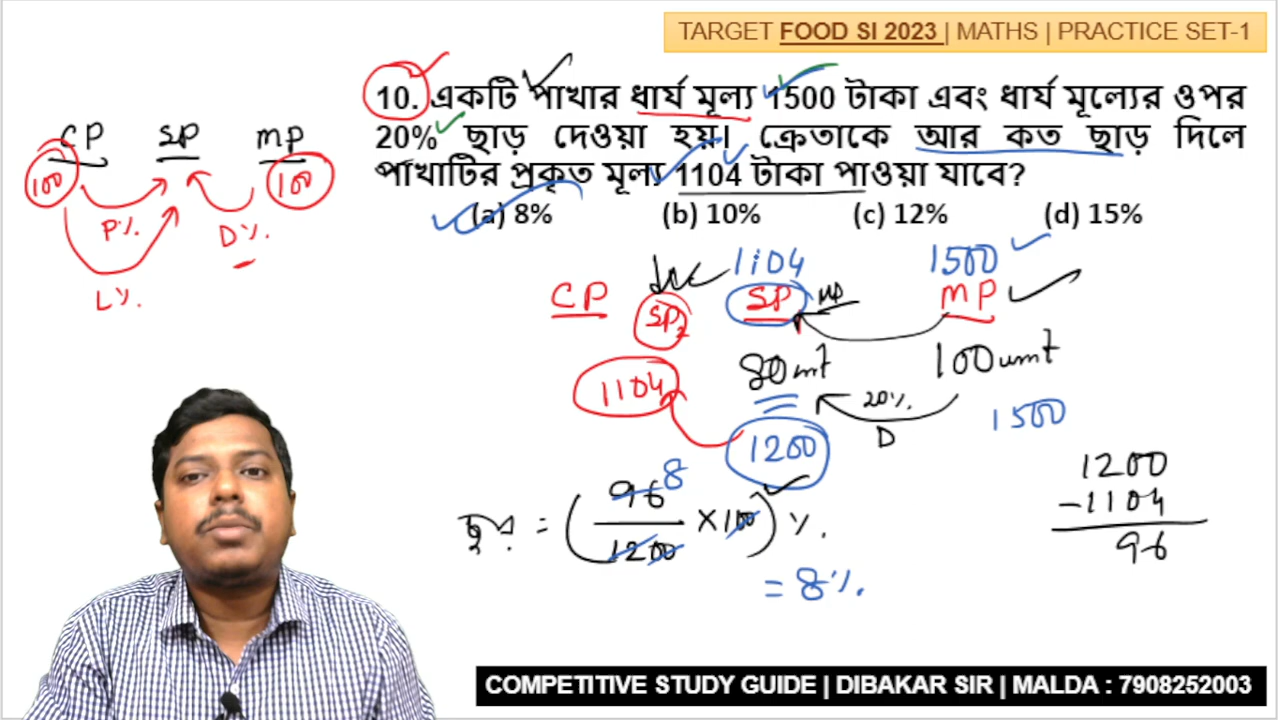 TARGET FOOD SI 2023 | MATHS | PRACTICE SET-1
10. একটি পাখার ধার্য মূল্য 1500 টাকা এবং ধার্য মূল্যের ওপর
20% ছাড় দেওয়া হয়। ক্রেতাকে আর কত ছাড় দিলে
পাখাটির প্রকৃত মূল্য 1104 টাকা পাওয়া যাবে?
(a) 8% (b) 10% (c) 12% (d) 15%
CP SP MP
100 100
P% D%
L%
1104 1500
CP SP₂ SP MP MP
80 unit 100 unit
1104 20% 1500
D
1200
ছাড় = (96 8 / 1200 × 100) %.
= 8%.
1200
-1104
96
COMPETITIVE STUDY GUIDE | DIBAKAR SIR | MALDA : 7908252003